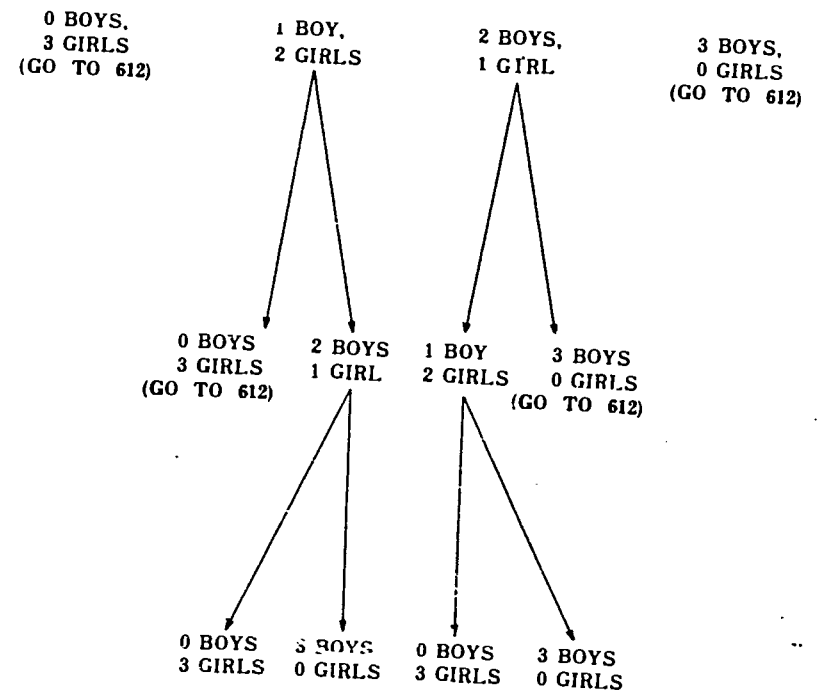 0 BOYS,
3 GIRLS
(GO TO 612)
1 BOY,
2 GIRLS
2 BOYS,
1 GIRL
3 BOYS,
0 GIRLS
(GO TO 612)
0 BOYS
3 GIRLS
(GO TO 612)
2 BOYS
1 GIRL
1 BOY
2 GIRLS
3 BOYS
0 GIRLS
(GO TO 612)
0 BOYS
3 GIRLS
3 BOYS
0 GIRLS
0 BOYS
3 GIRLS
3 BOYS
0 GIRLS